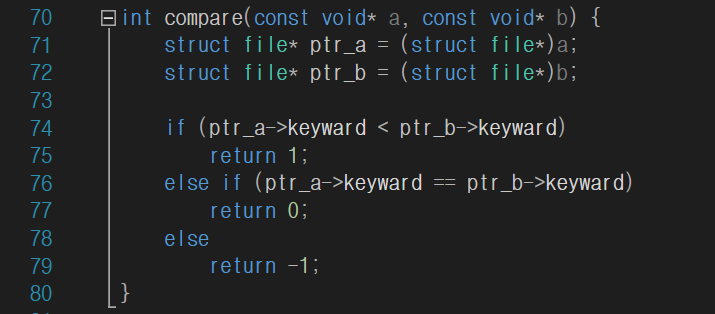 70 int compare(const void* a, const void* b) {
71 struct file* ptr_a = (struct file*)a;
72 struct file* ptr_b = (struct file*)b;
73
74 if (ptr_a->keyward < ptr_b->keyward)
75 return 1;
76 else if (ptr_a->keyward == ptr_b->keyward)
77 return 0;
78 else
79 return -1;
80 }